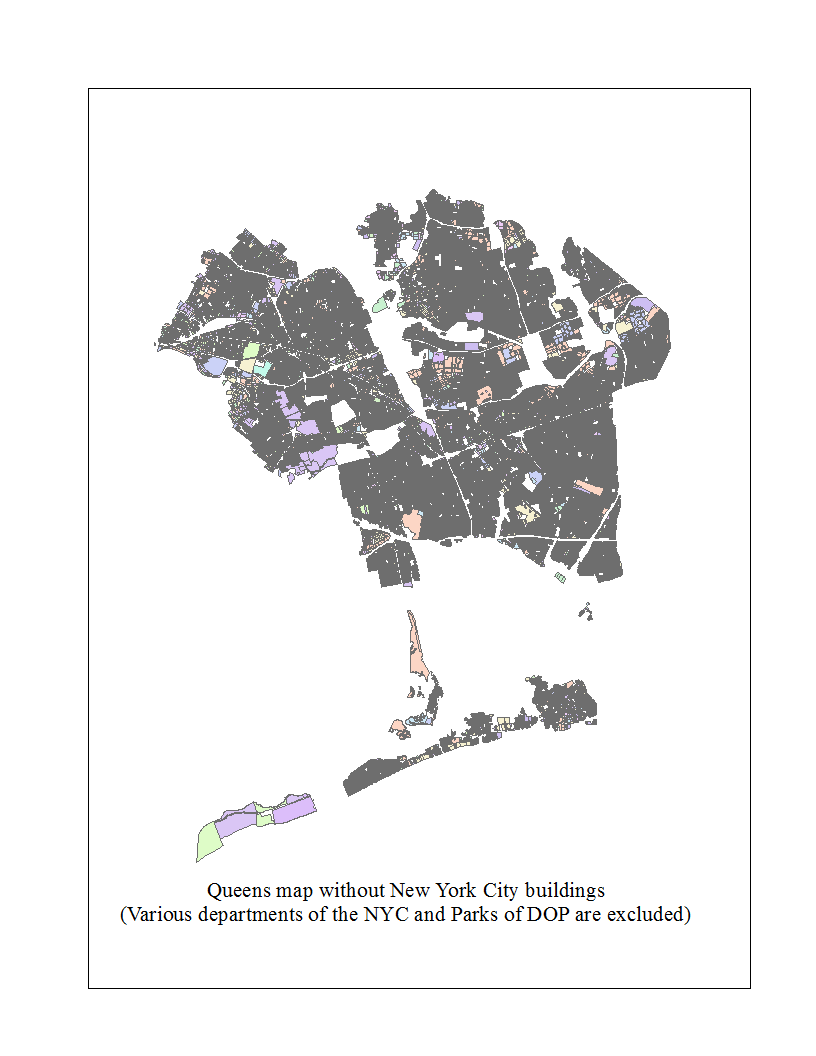 Queens map without New York City buildings
(Various departments of the NYC and Parks of DOP are excluded)